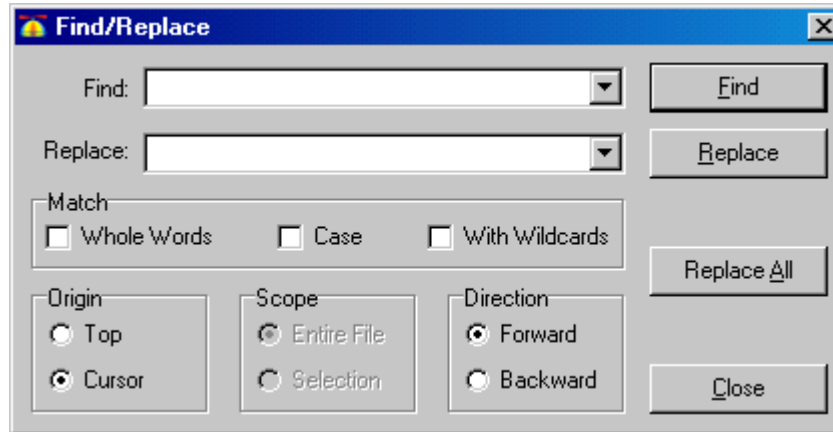 Find/Replace
Find:
Find
Replace:
Replace
Match
Whole Words Case With Wildcards
Replace All
Origin Scope Direction
Top Entire File Forward
Cursor Selection Backward
Close